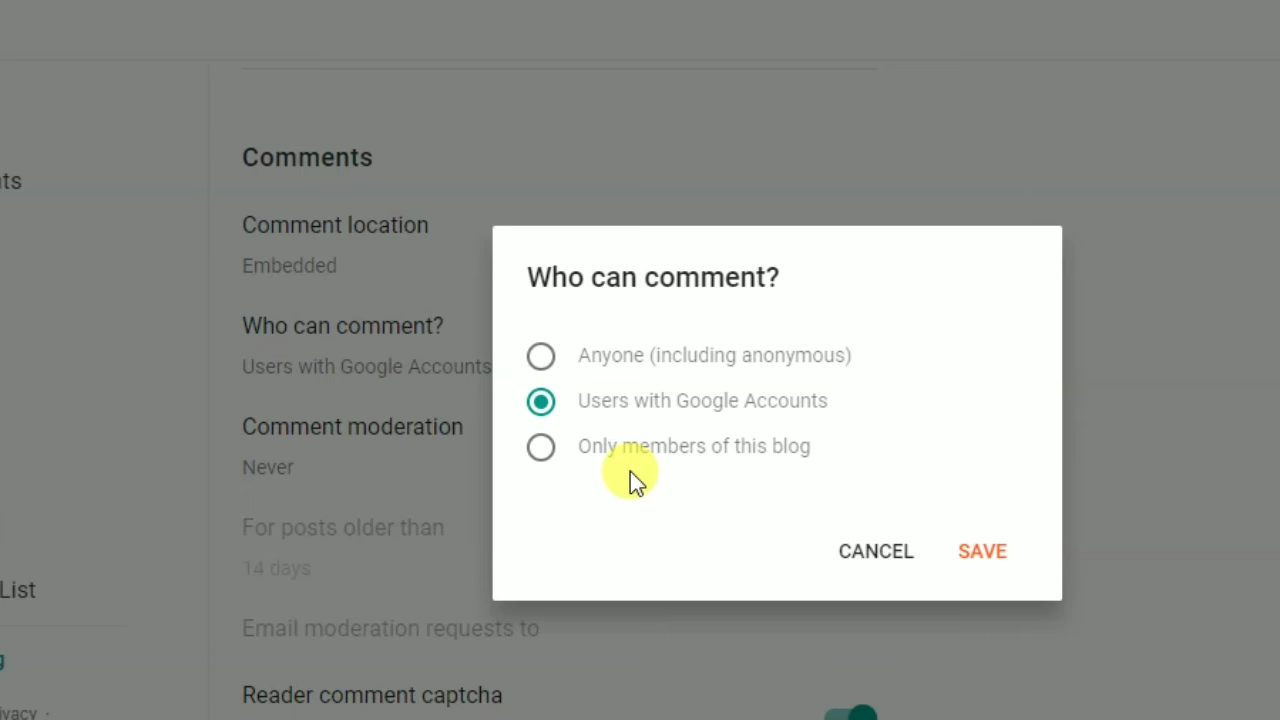 Comments
nts
Comment location
Embedded
Who can comment?
Users with Google Accounts
Comment moderation
Never
For posts older than
14 days
List
Email moderation requests to
g
ivacy ·
Reader comment captcha
Who can comment?
Anyone (including anonymous)
Users with Google Accounts
Only members of this blog
CANCEL
SAVE